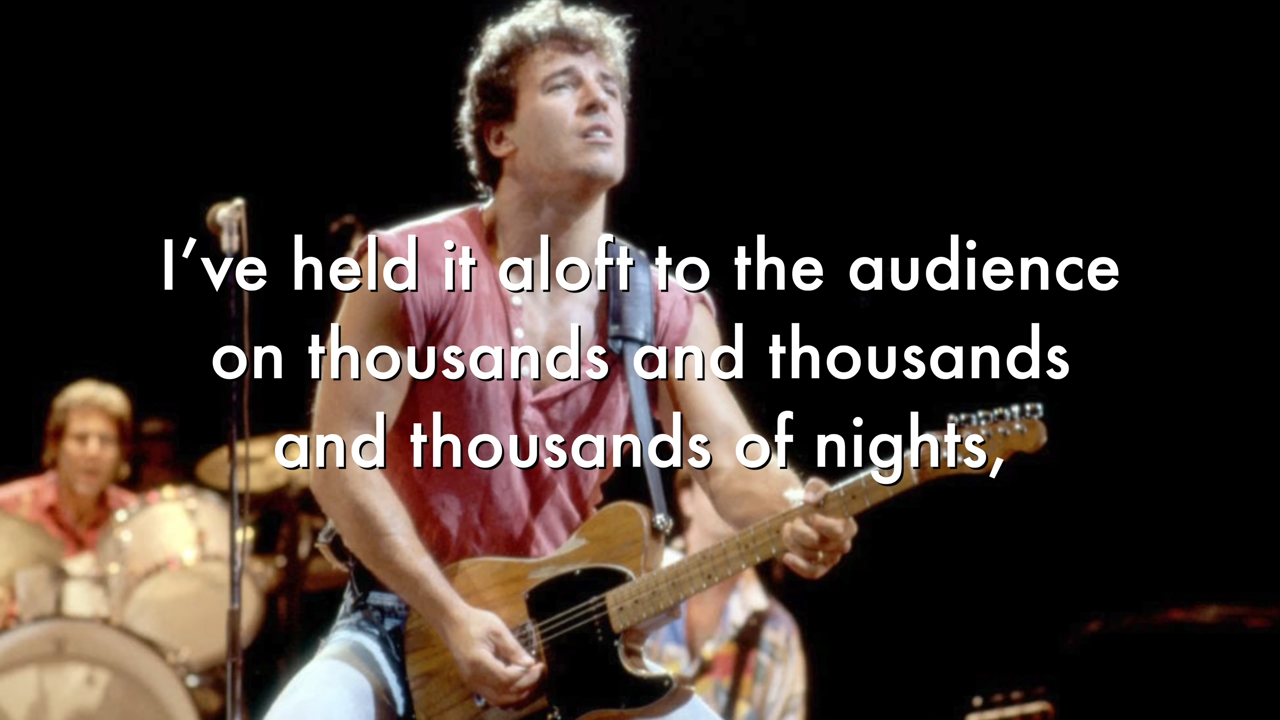 I’ve held it aloft to the audience
on thousands and thousands
and thousands of nights,